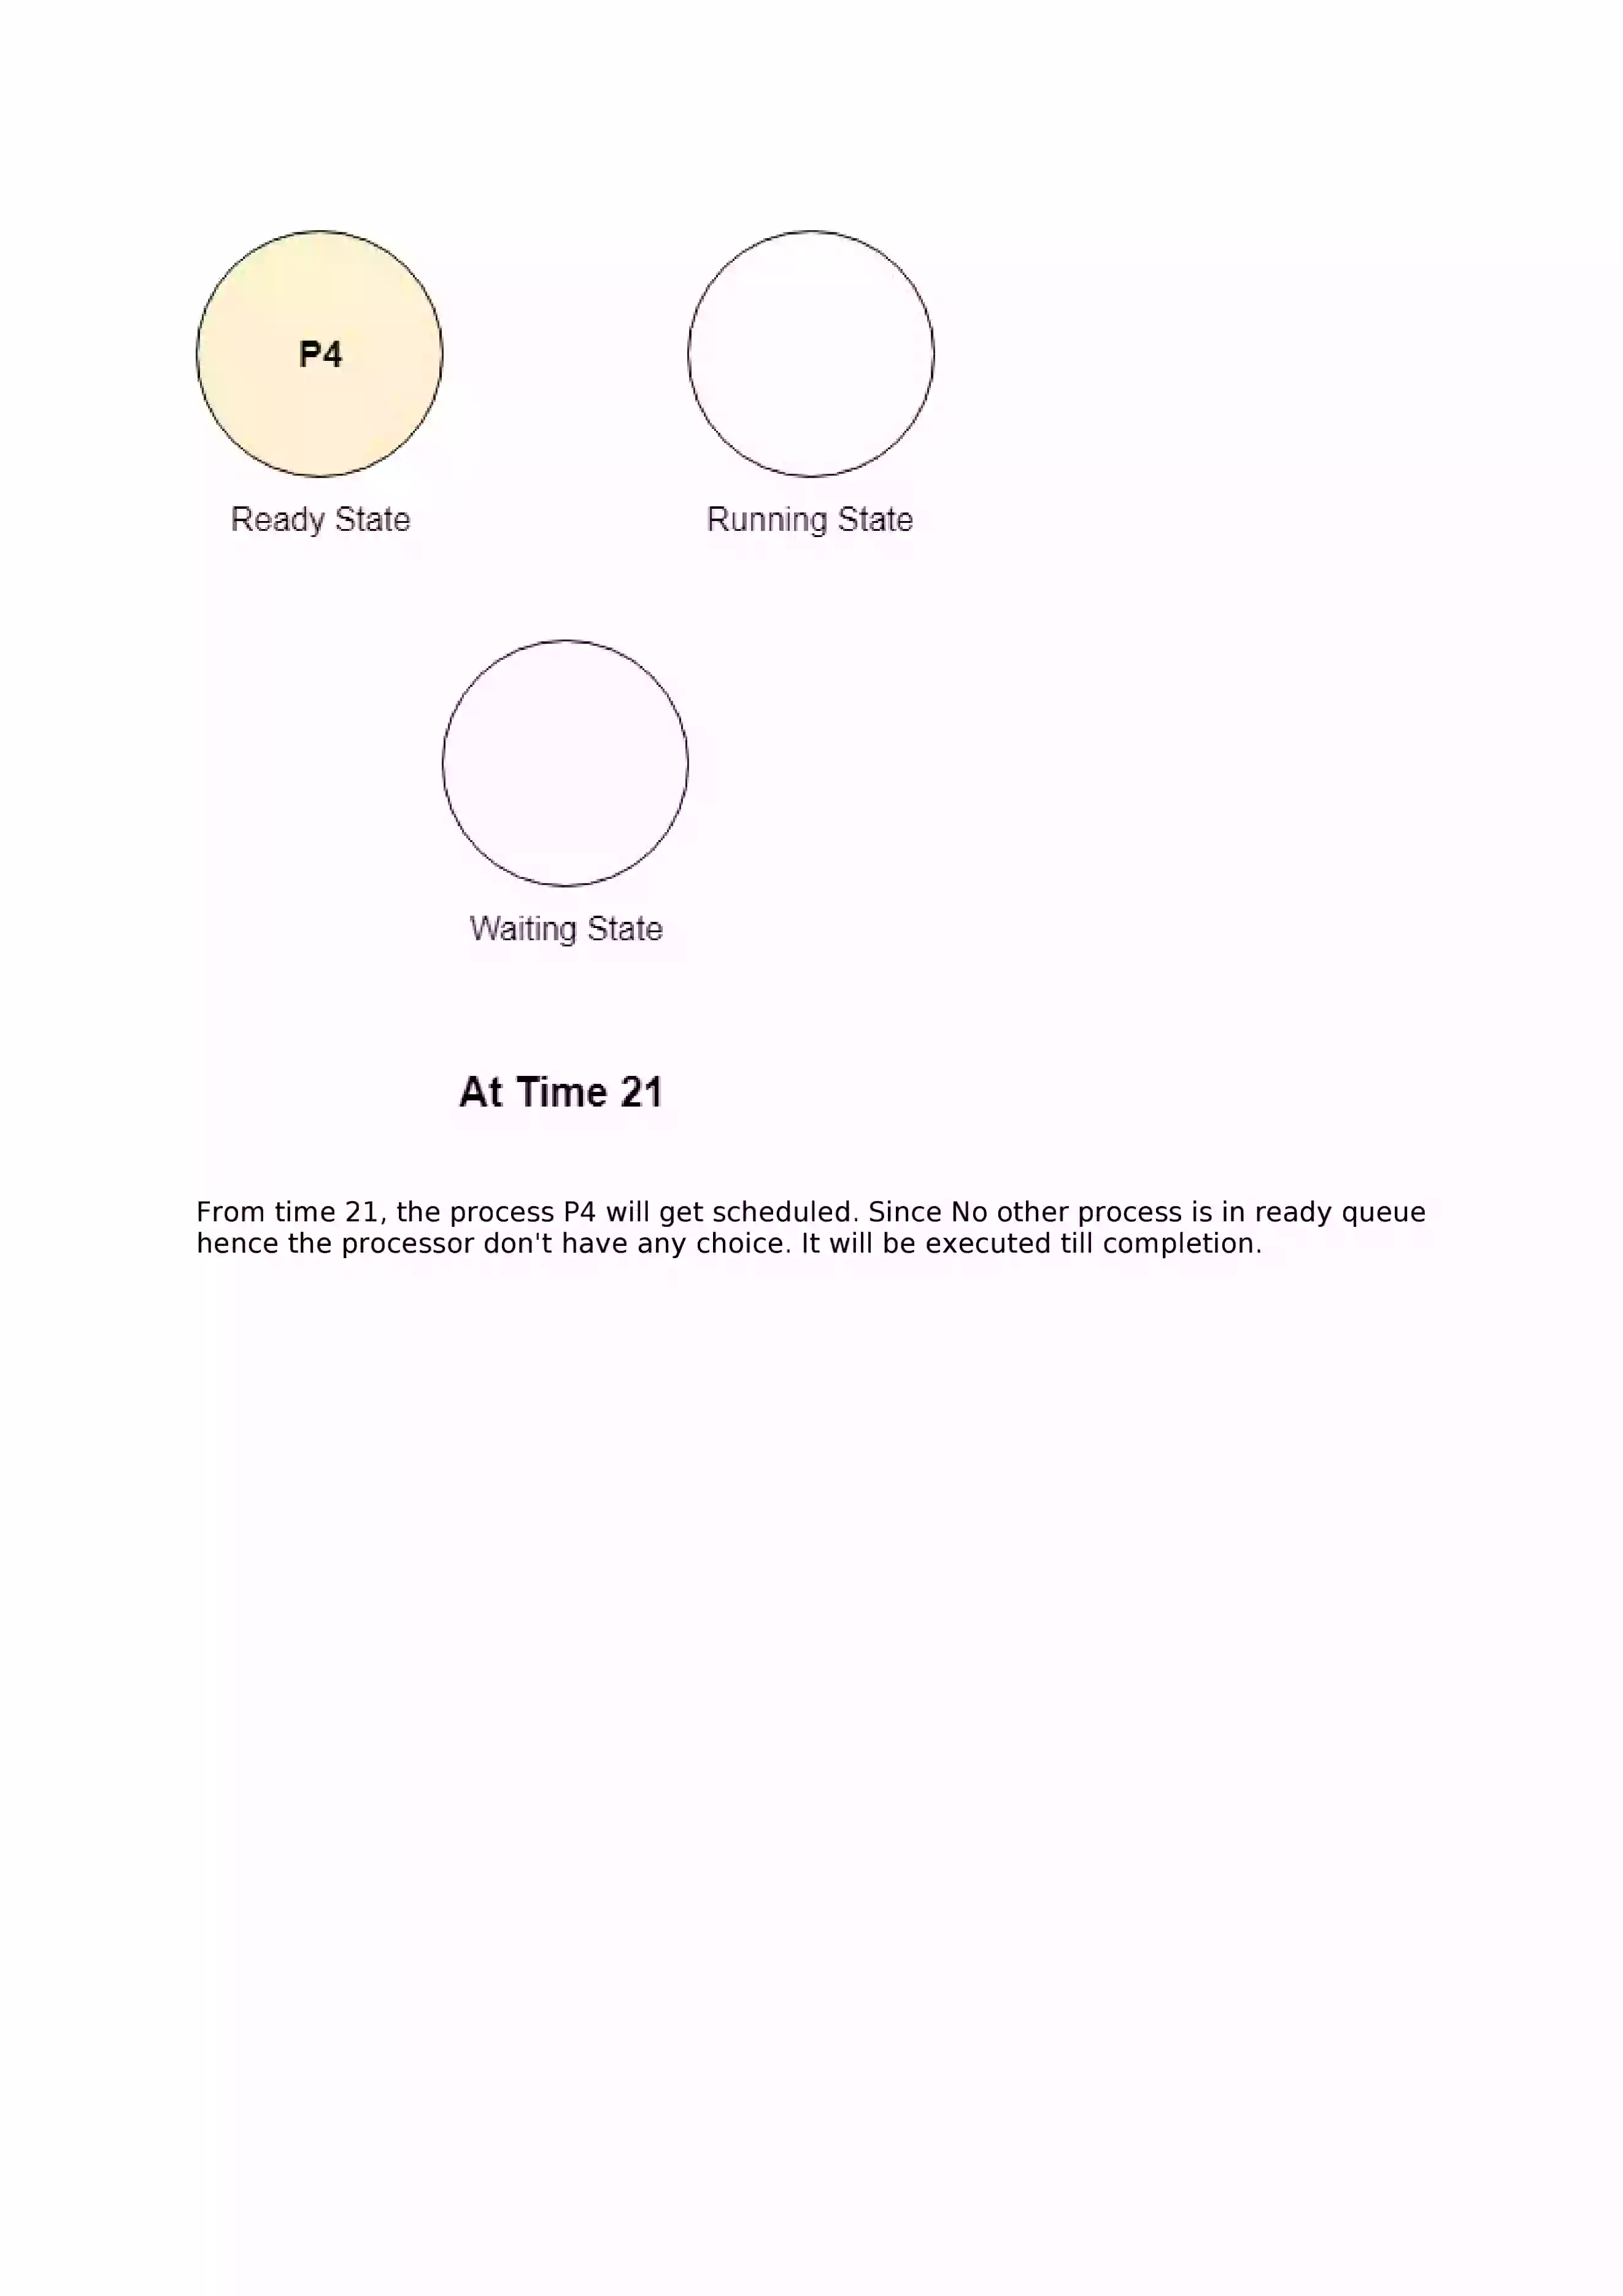 P4
Ready State
Running State
Waiting State
At Time 21
From time 21, the process P4 will get scheduled. Since No other process is in ready queue
hence the processor don't have any choice. It will be executed till completion.